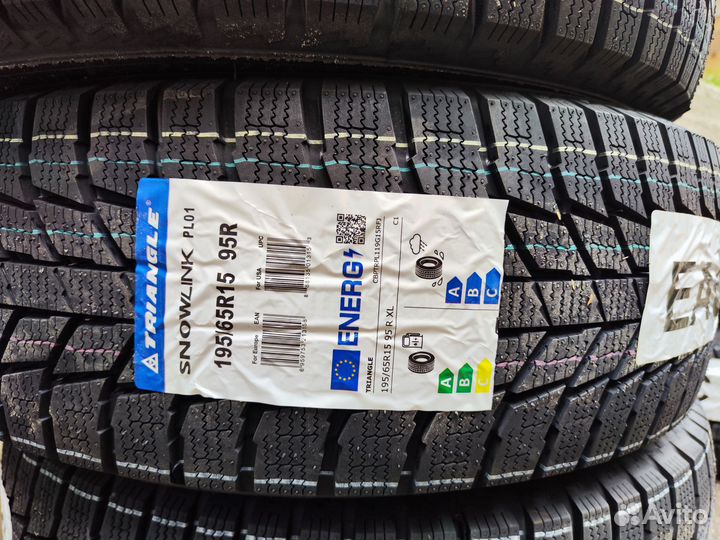 TRIANGLE
SNOWLINK PL01
195/65R15 95R
For Europe EAN
For USA UPC
ENERG
TRIANGLE
195/65R15 95 R XL
C1
A B C
A B C
Avito